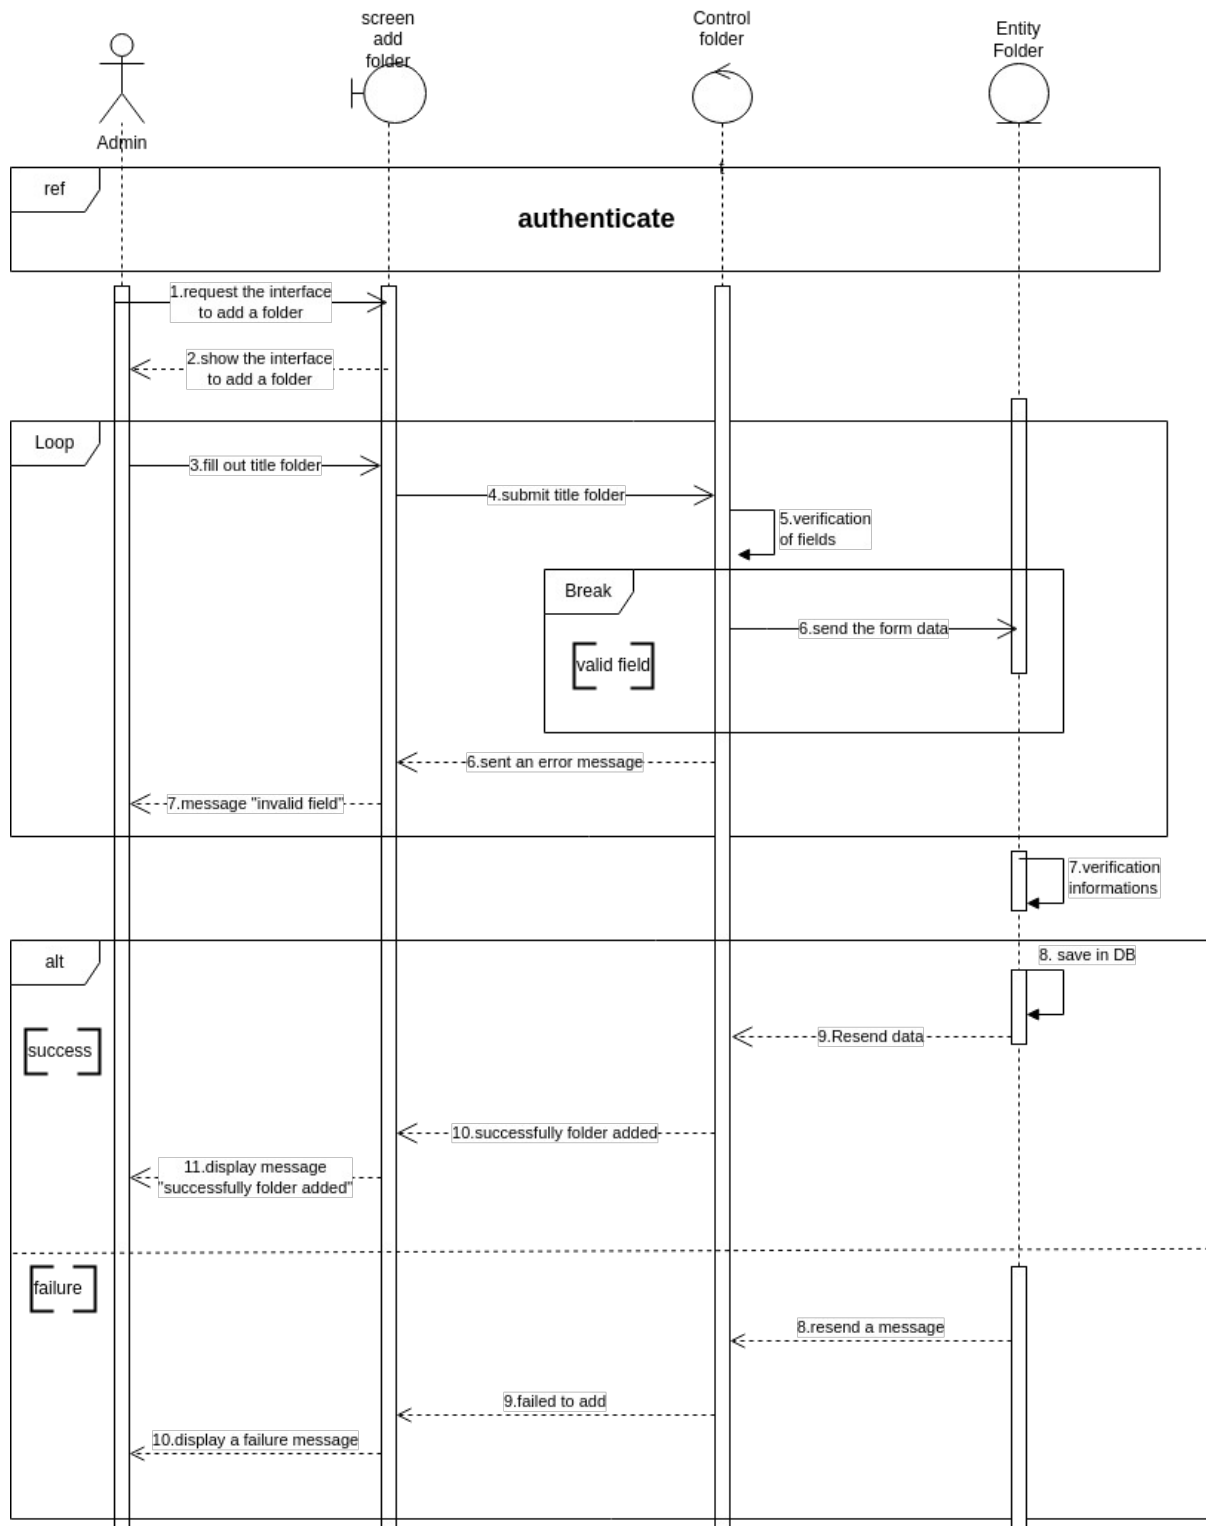 screen
add
folder
Control
folder
Entity
Folder
Admin
ref
authenticate
1.request the interface
to add a folder
2.show the interface
to add a folder
Loop
3.fill out title folder
4.submit title folder
5.verification
of fields
Break
6.send the form data
valid field
6.sent an error message
7.message "invalid field"
7.verification
informations
alt
8. save in DB
success
9.Resend data
10.successfully folder added
11.display message
"successfully folder added"
failure
8.resend a message
9.failed to add
10.display a failure message